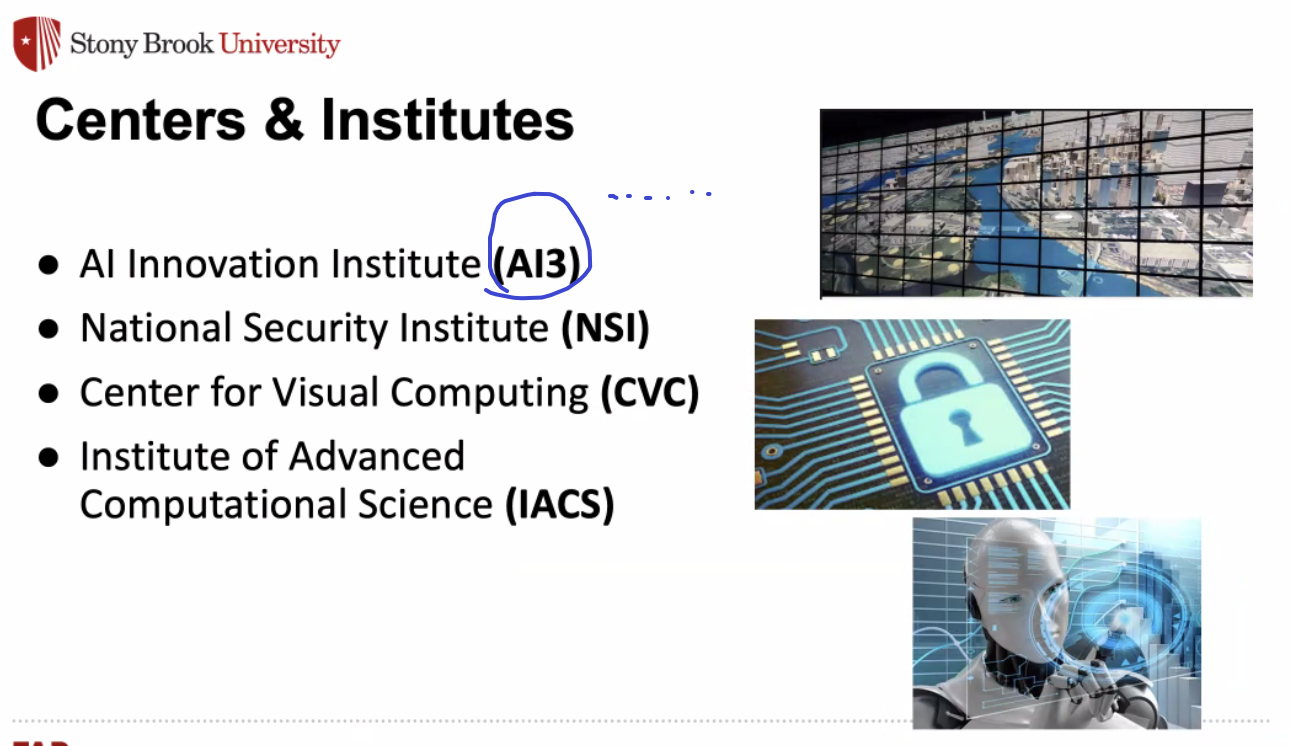 Stony Brook University
Centers & Institutes
● AI Innovation Institute (AI3)
● National Security Institute (NSI)
● Center for Visual Computing (CVC)
● Institute of Advanced
Computational Science (IACS)